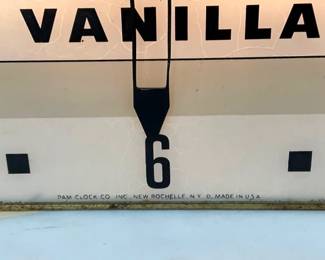 VANILLA
6
PAM CLOCK CO. INC. NEW ROCHELLE, N.Y. D. MADE IN U.S.A.